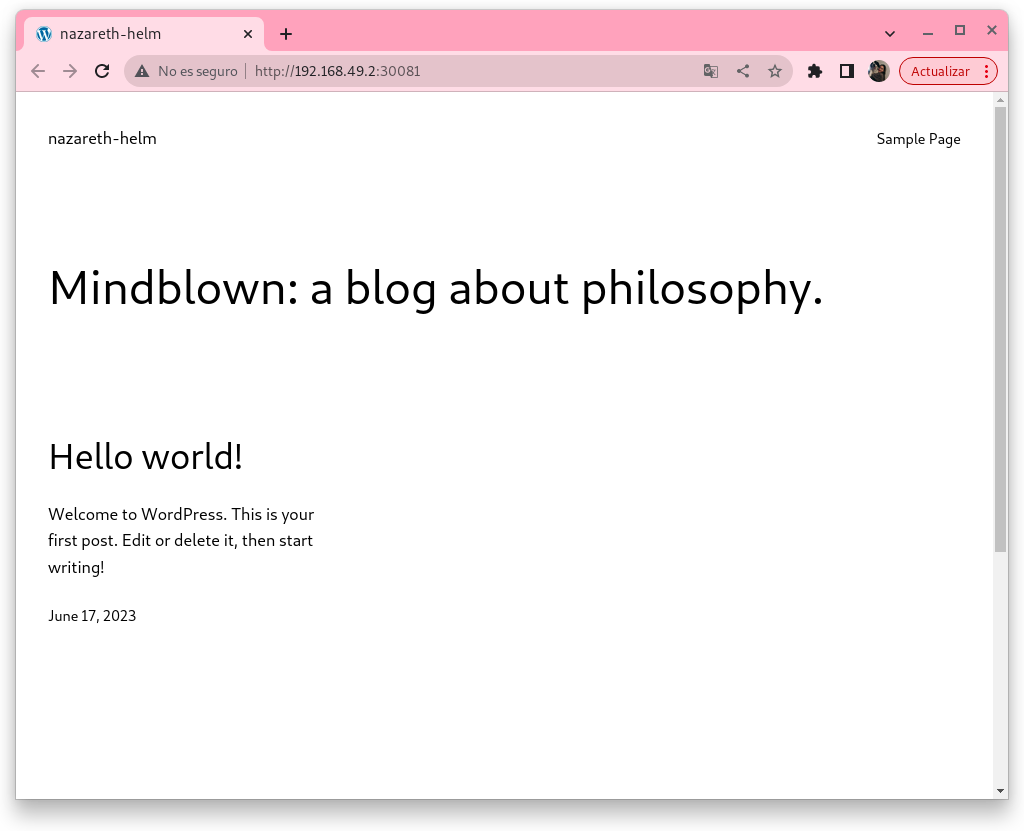 nazareth-helm
No es seguro
http://192.168.49.2:30081
Actualizar
nazareth-helm
Sample Page
Mindblown: a blog about philosophy.
Hello world!
Welcome to WordPress. This is your
first post. Edit or delete it, then start
writing!
June 17, 2023